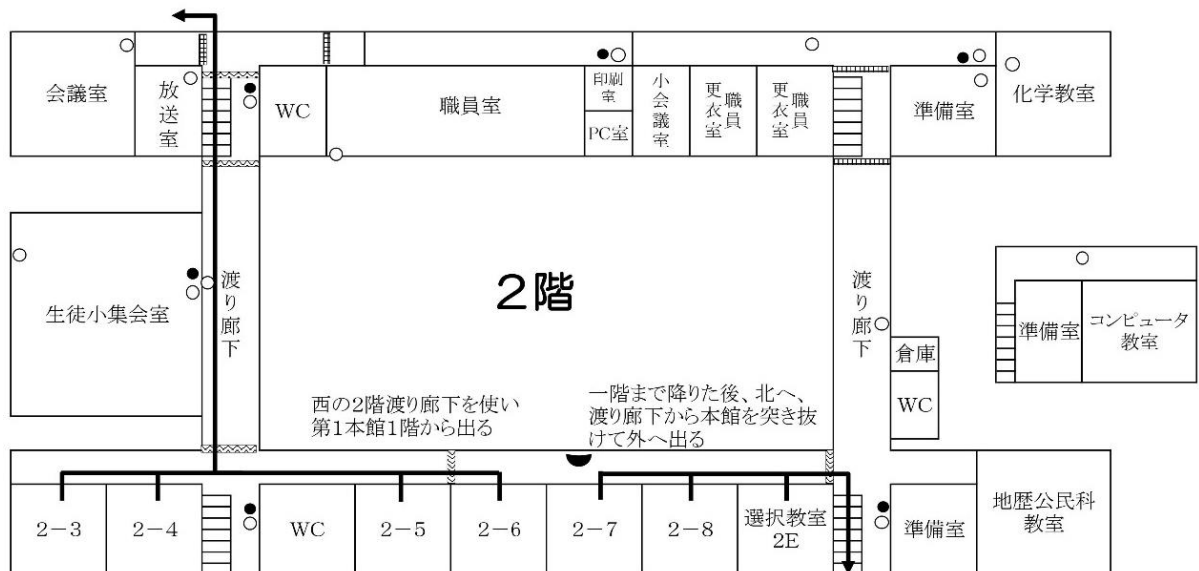 会議室
放送室
WC
職員室
印刷
室
PC室
小会議室
職員
更衣室
職員
更衣室
準備室
化学教室
生徒小集会室
渡り廊下
2階
渡り廊下
倉庫
WC
準備室
コンピュータ
教室
西の2階渡り廊下を使い
第1本館1階から出る
一階まで降りた後、北へ、
渡り廊下から本館を突き抜
けて外へ出る
2-3
2-4
WC
2-5
2-6
2-7
2-8
選択教室
2E
準備室
地歴公民科
教室